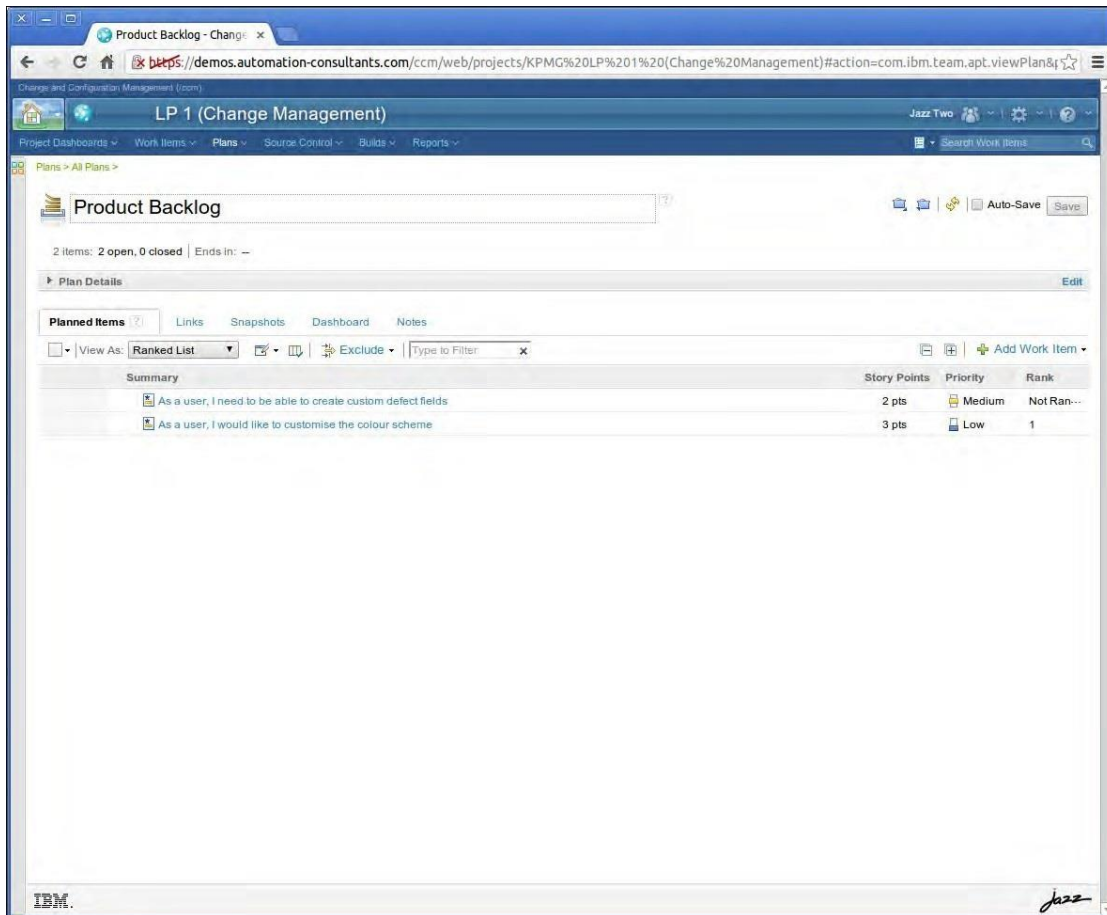 Product Backlog - Change
https://demos.automation-consultants.com/ccm/web/projects/KPMG%20LP%201%20(Change%20Management)#action=com.ibm.team.apt.viewPlan&
Change and Configuration Management (/ccm)
LP 1 (Change Management)
Jazz Two
Project Dashboards Work Items Plans Source Control Builds Reports
Search Work Items
Plans > All Plans >
Product Backlog
Auto-Save Save
2 items: 2 open, 0 closed | Ends in: --
Plan Details Edit
Planned Items Links Snapshots Dashboard Notes
View As: Ranked List Exclude Type to Filter x Add Work Item
Summary Story Points Priority Rank
As a user, I need to be able to create custom defect fields 2 pts Medium Not Ran...
As a user, I would like to customise the colour scheme 3 pts Low 1
IBM. Jazz